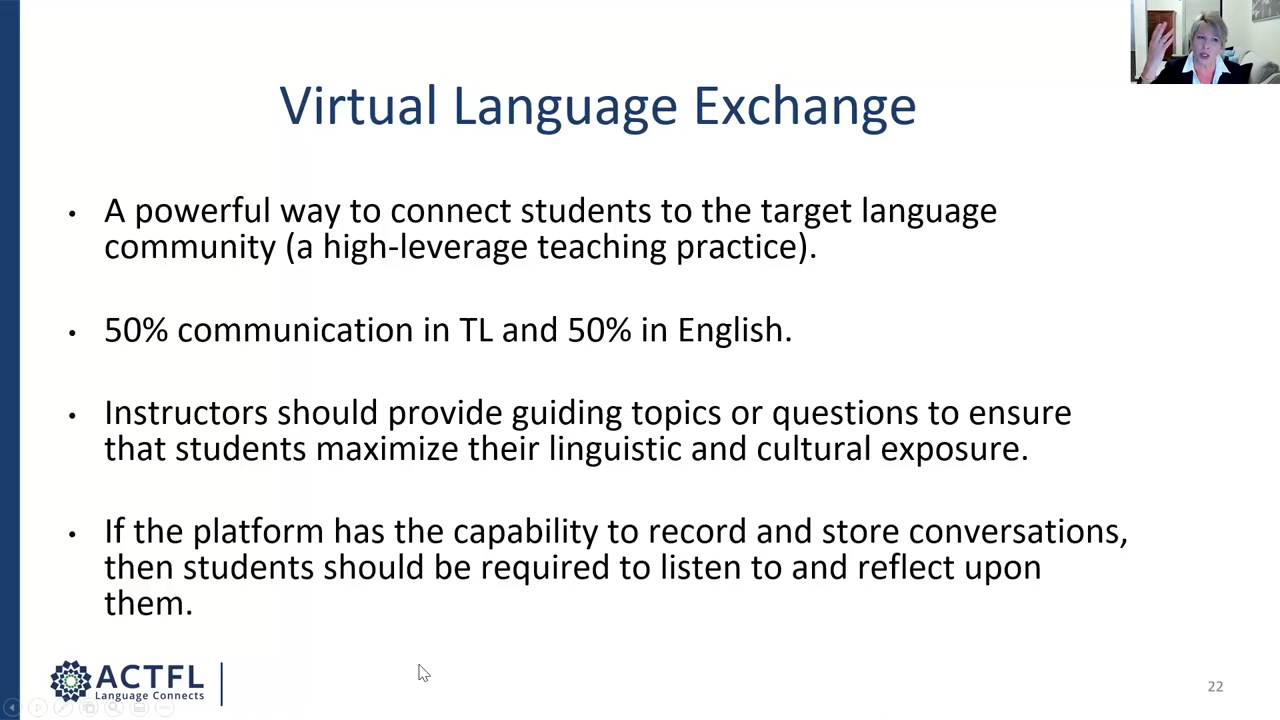 Virtual Language Exchange
• A powerful way to connect students to the target language
community (a high-leverage teaching practice).
• 50% communication in TL and 50% in English.
• Instructors should provide guiding topics or questions to ensure
that students maximize their linguistic and cultural exposure.
• If the platform has the capability to record and store conversations,
then students should be required to listen to and reflect upon
them.
ACTFL
Language Connects
22